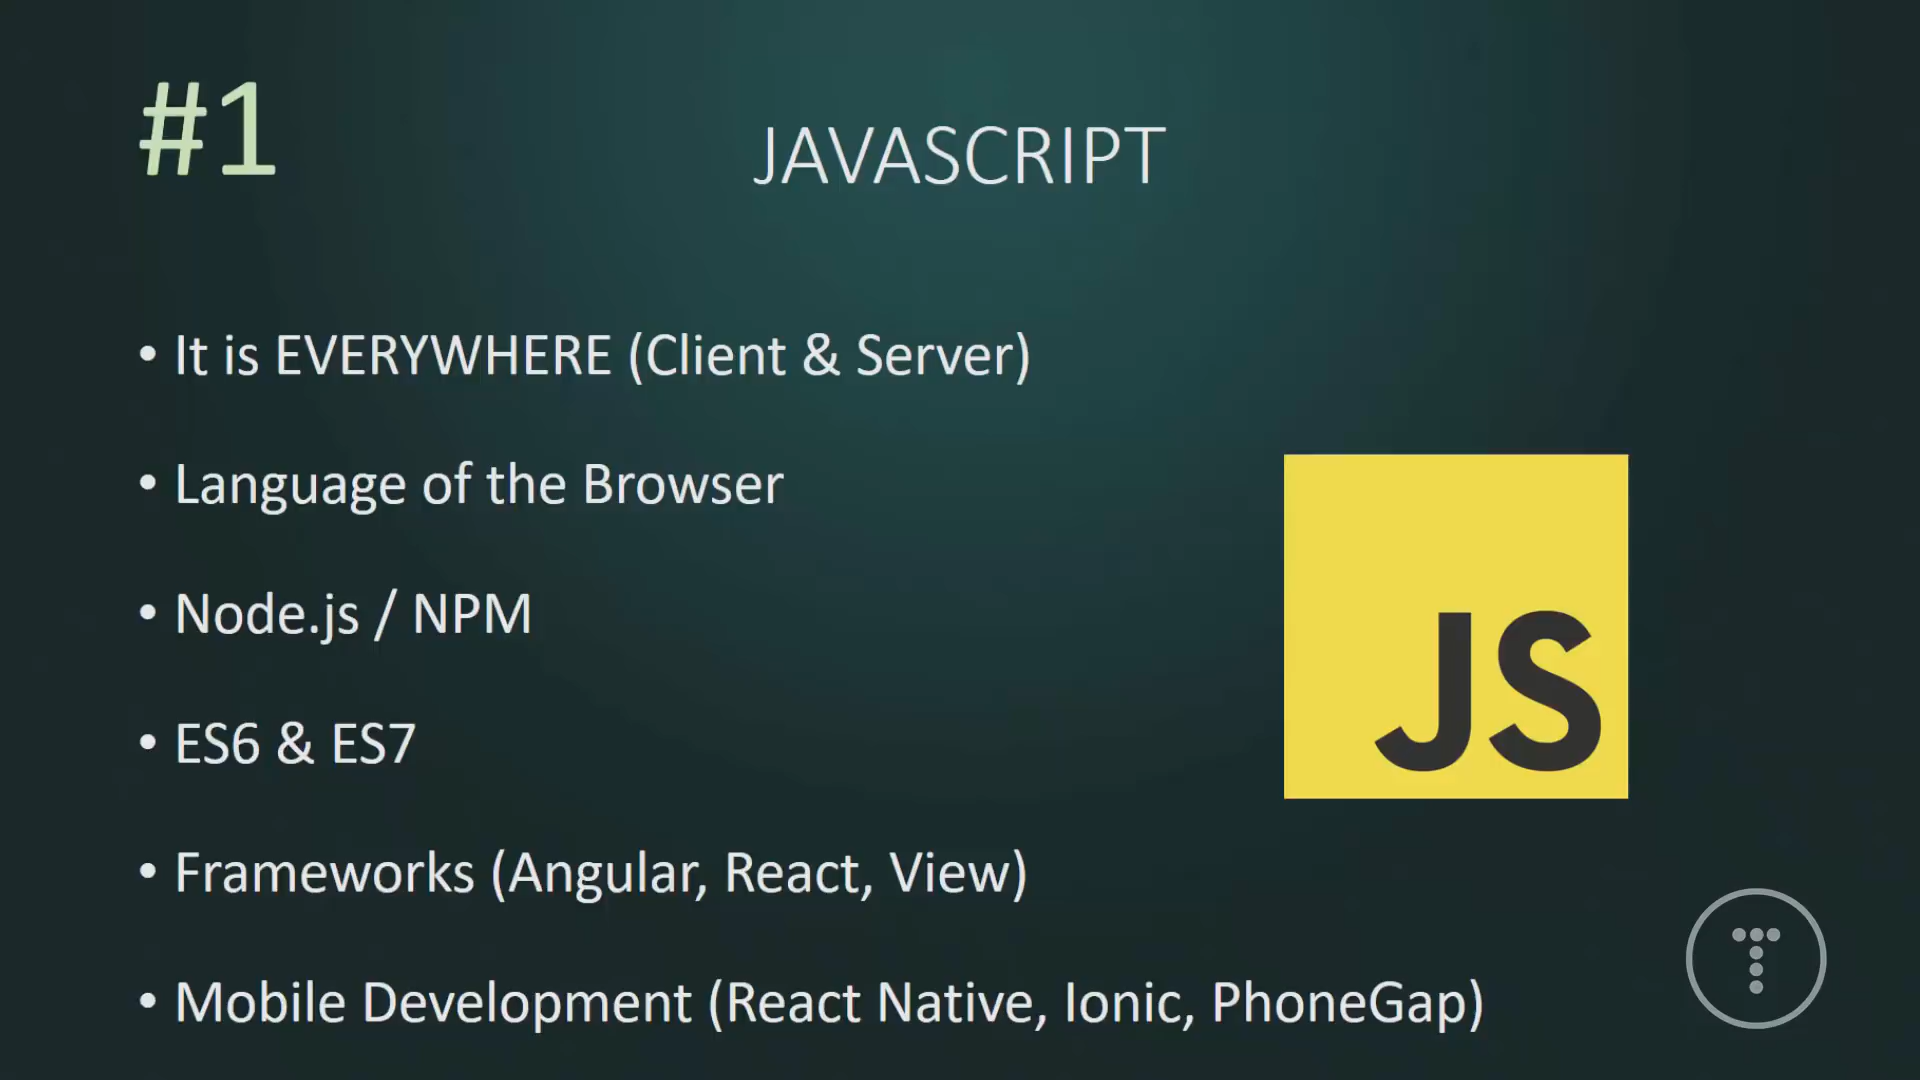 #1
JAVASCRIPT
• It is EVERYWHERE (Client & Server)
• Language of the Browser
• Node.js / NPM
• ES6 & ES7
• Frameworks (Angular, React, View)
• Mobile Development (React Native, Ionic, PhoneGap)
JS
T